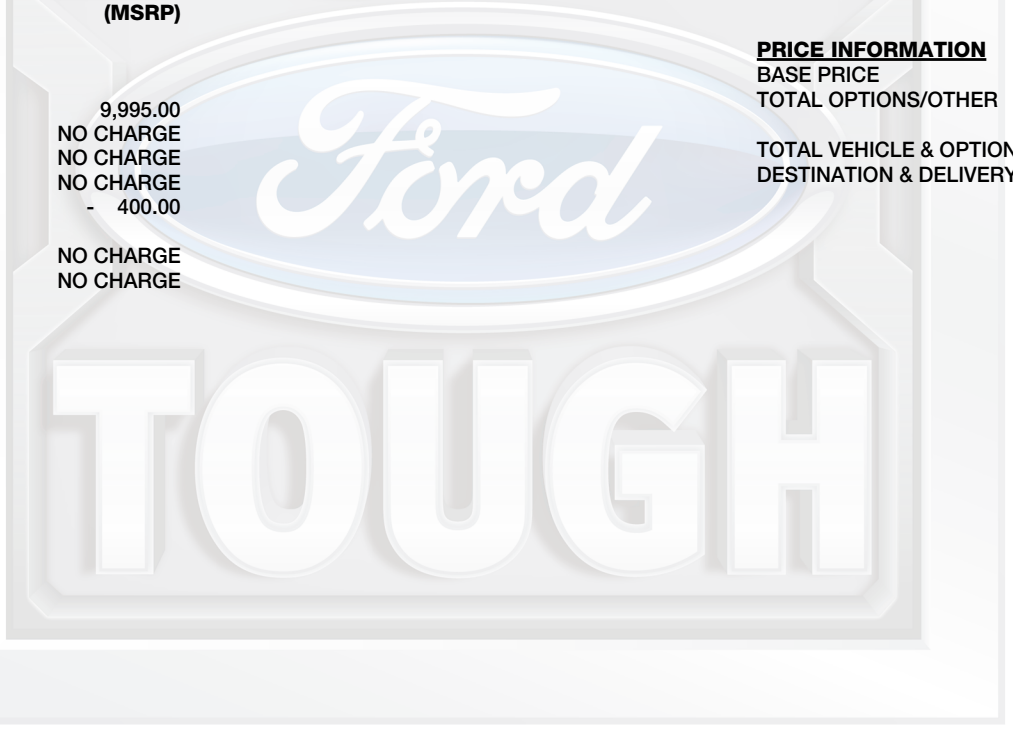 (MSRP)
9,995.00
NO CHARGE
NO CHARGE
NO CHARGE
- 400.00
NO CHARGE
NO CHARGE
PRICE INFORMATION
BASE PRICE
TOTAL OPTIONS/OTHER
TOTAL VEHICLE & OPTION
DESTINATION & DELIVERY
Ford
TOUGH